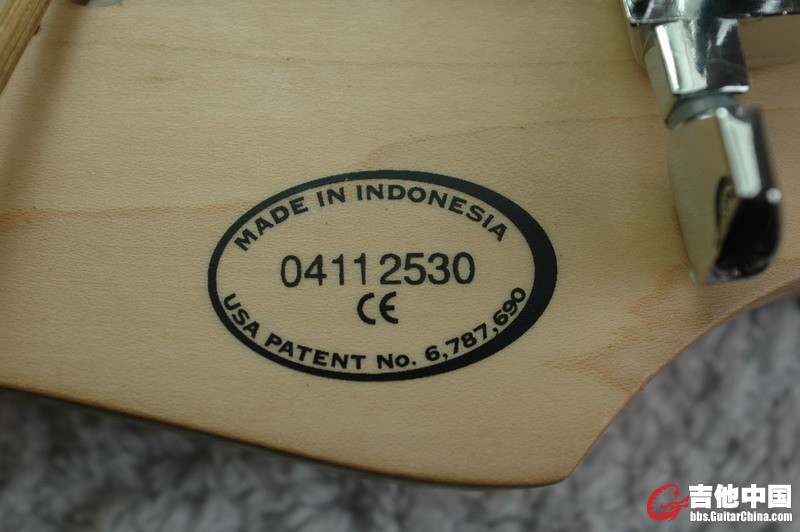 MADE IN INDONESIA
04112530
CE
USA PATENT No. 6,787,690
吉他中国
bbs.GuitarChina.com